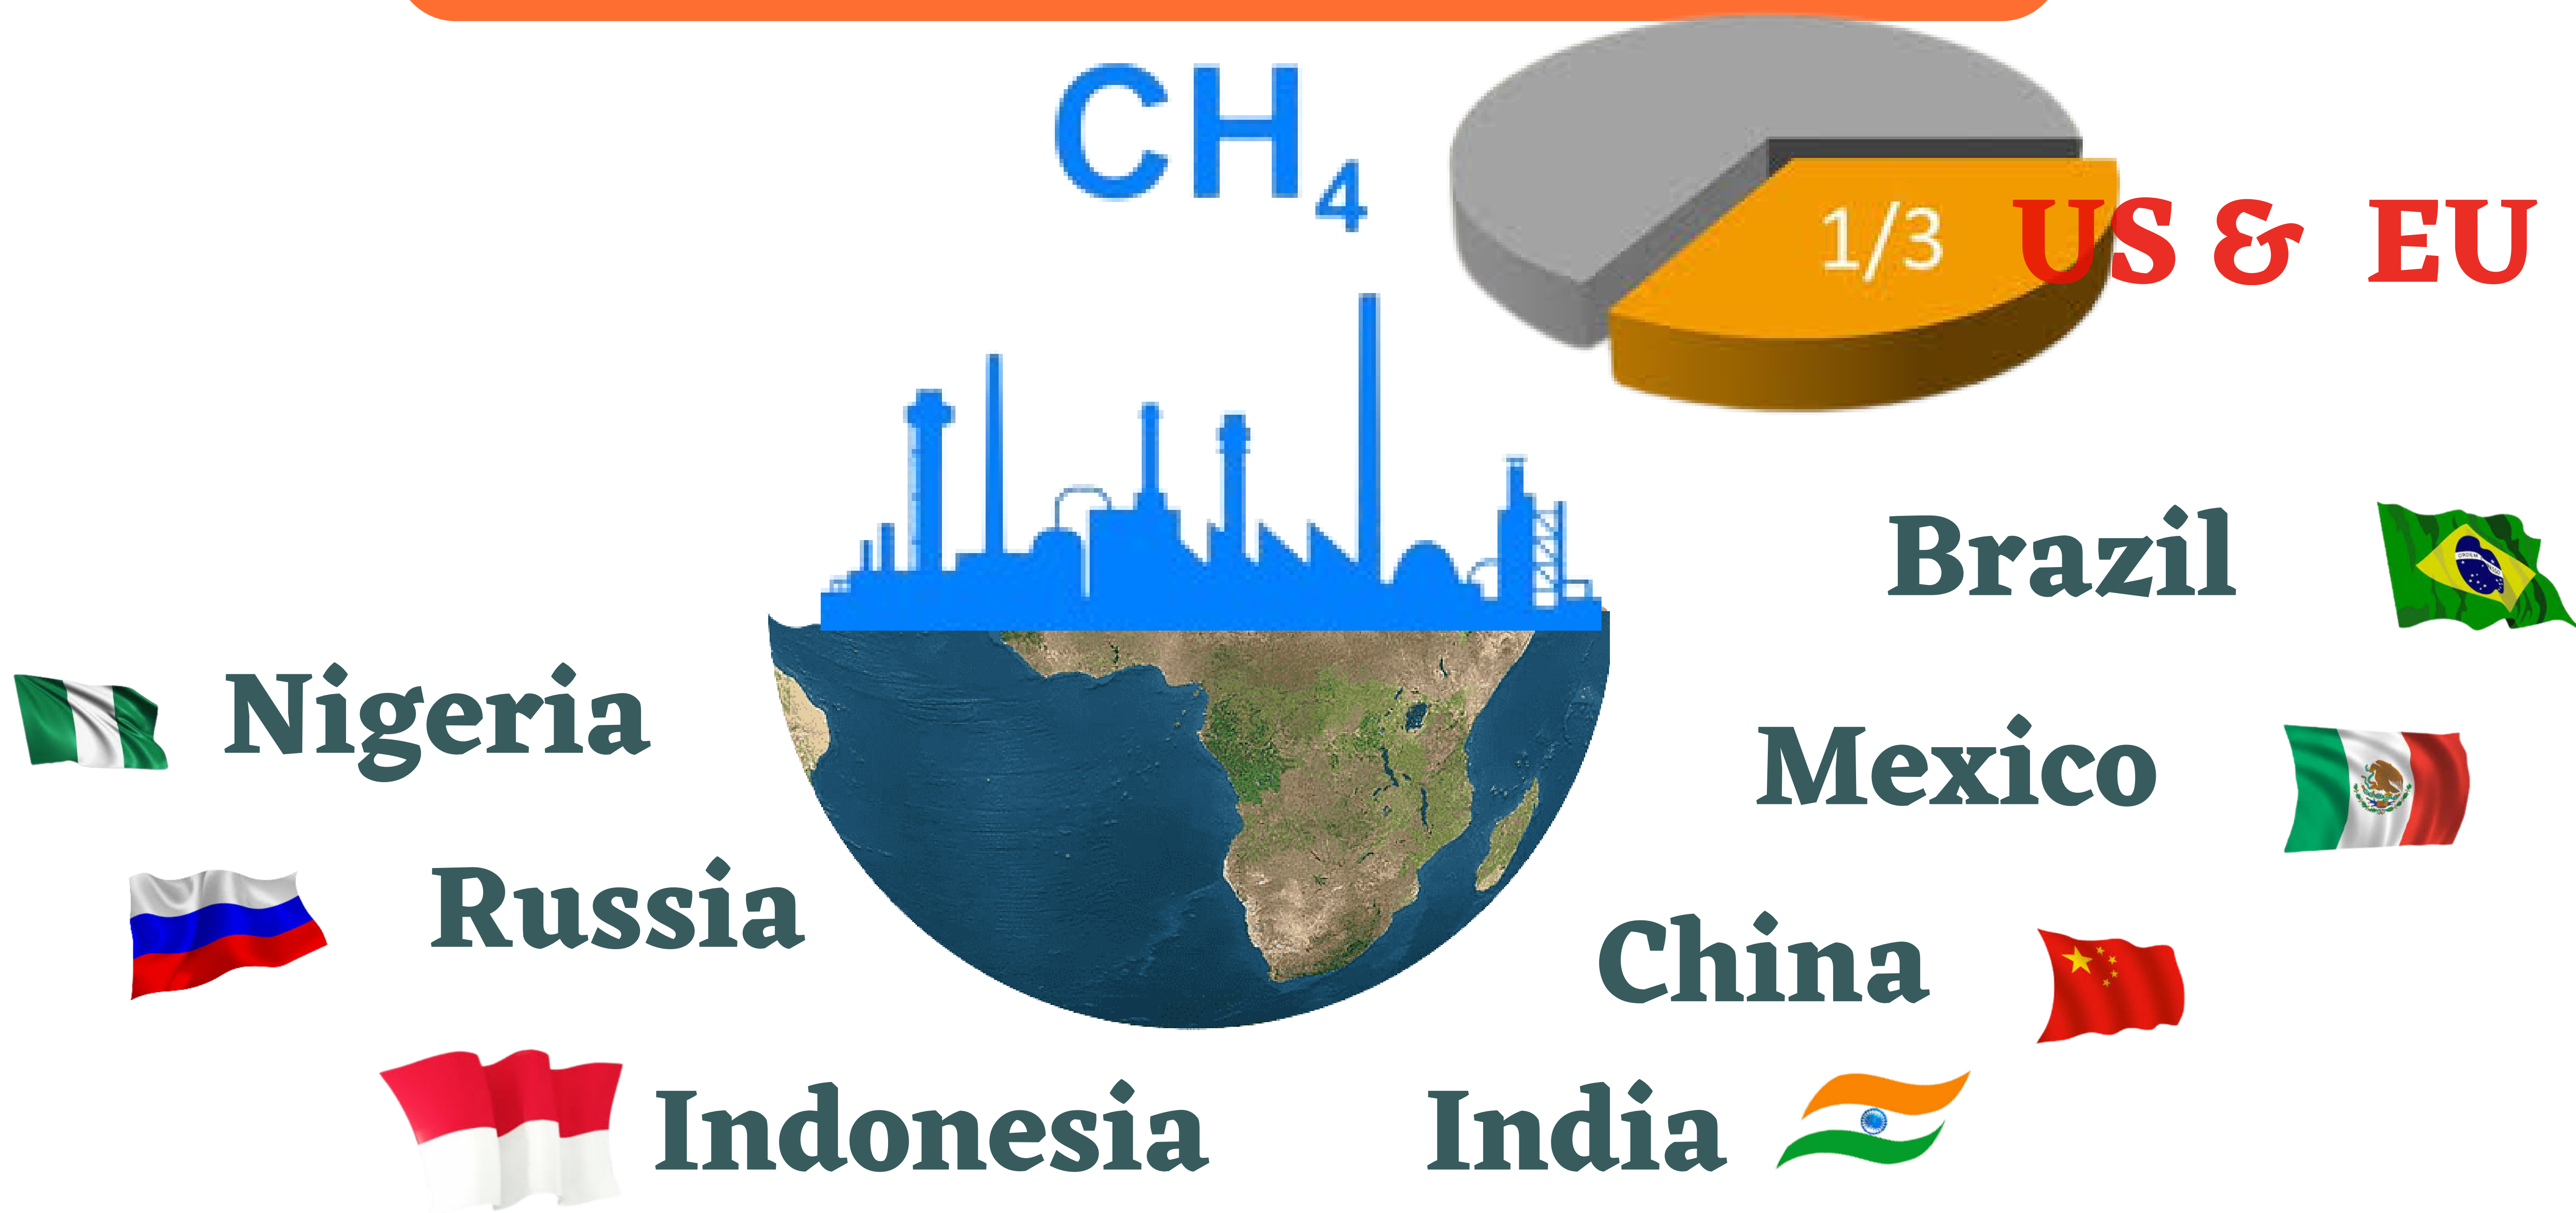 CH4
1/3
US & EU
Brazil
Nigeria
Mexico
Russia
China
Indonesia
India